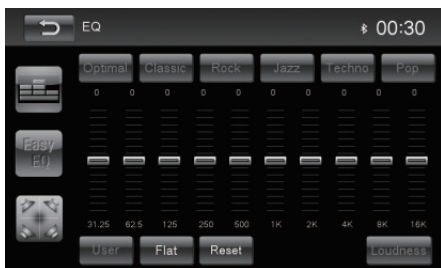 EQ 00:30
Optimal Classic Rock Jazz Techno Pop
0 0 0 0 0 0 0 0 0 0
Easy
EQ
31.25 62.5 125 250 500 1K 2K 4K 8K 16K
User Flat Reset Loudness